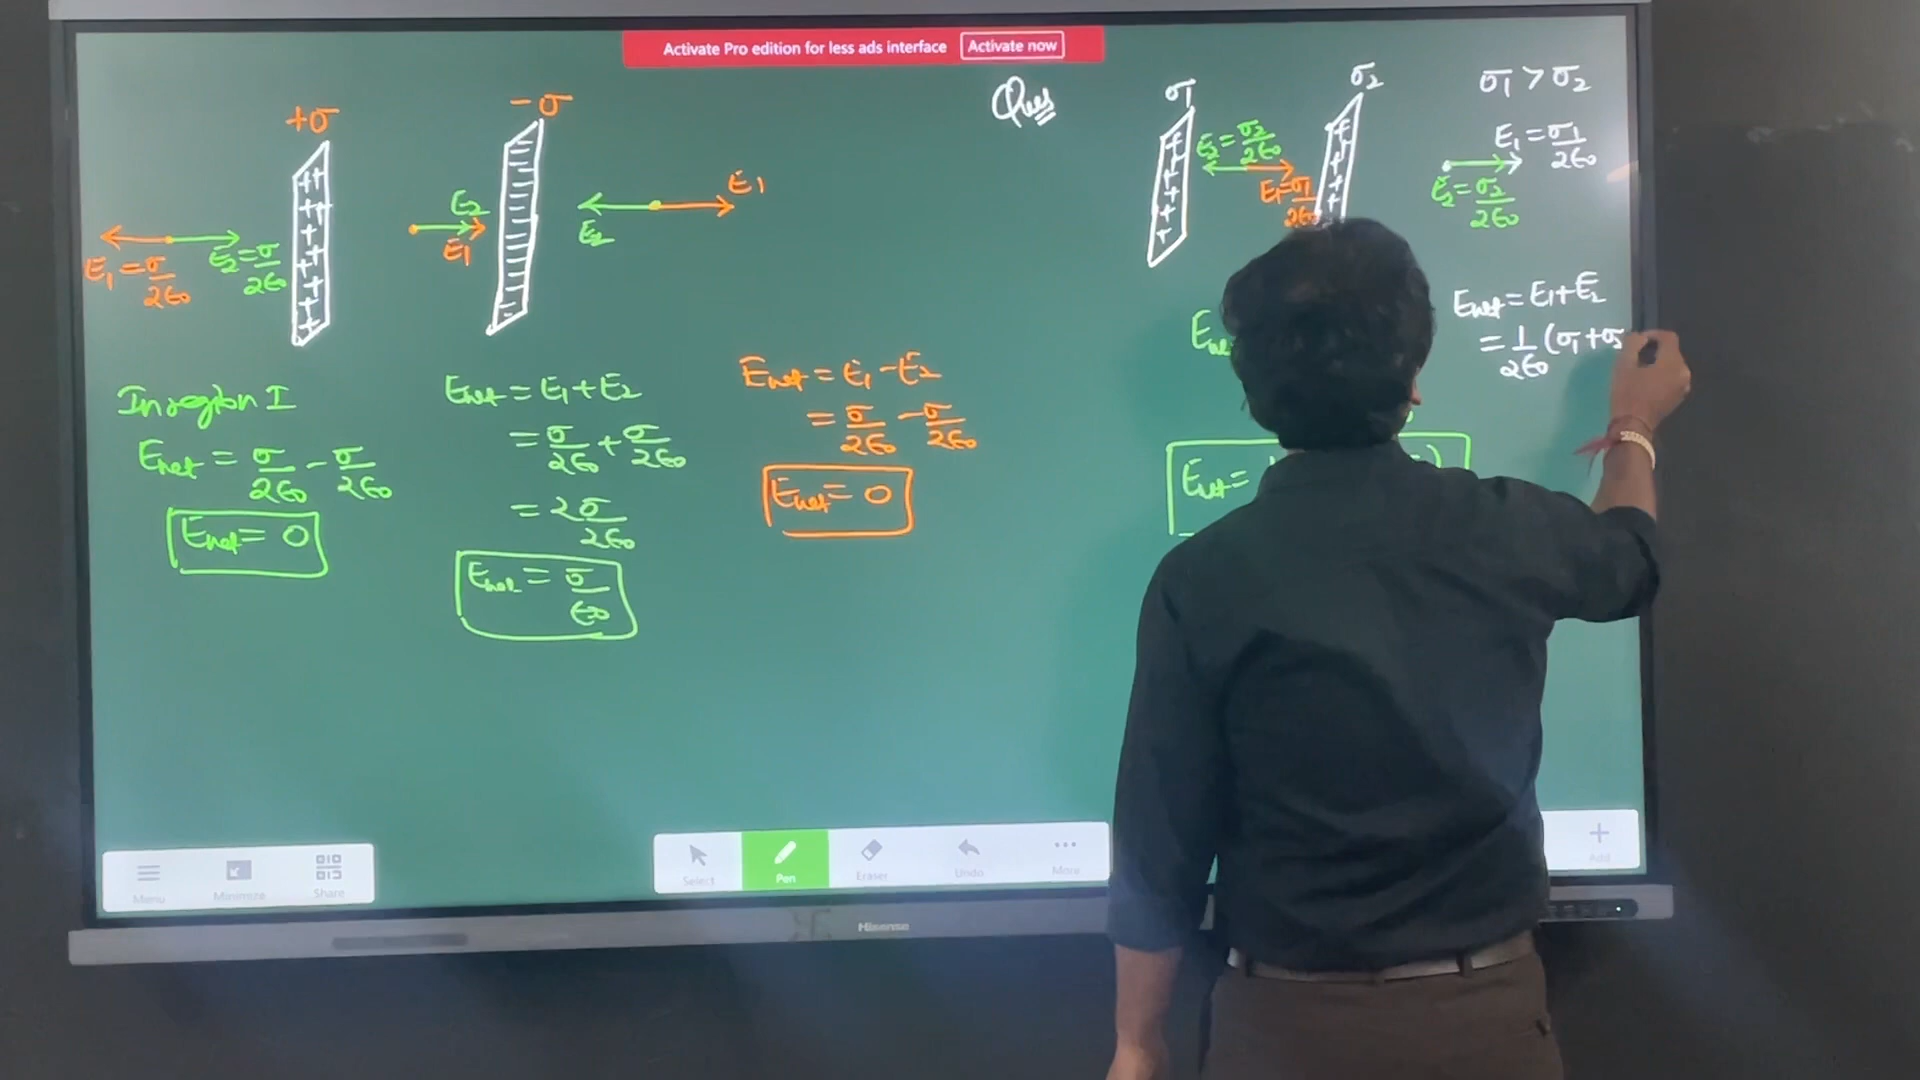 Activate Pro edition for less ads interface Activate now
Ques
+σ
-σ
E₁ = σ/2ϵ₀
E₂ = σ/2ϵ₀
E₂
E₁
E₂
E₁
In region I
Enet = σ/2ϵ₀ - σ/2ϵ₀
Enet = 0
Enet = E₁ + E₂
= σ/2ϵ₀ + σ/2ϵ₀
= 2σ/2ϵ₀
Enet = σ/ϵ₀
Enet = E₁ - E₂
= σ/2ϵ₀ - σ/2ϵ₀
Enet = 0
σ₁
σ₂
σ₁ > σ₂
E₂ = σ₂/2ϵ₀
E₁ = σ₁/2ϵ₀
E₁ = σ₁/2ϵ₀
E₂ = σ₂/2ϵ₀
Enet =
Enet = E₁ + E₂
= 1/2ϵ₀ (σ₁ + σ₂
Menu
Minimize
Share
Select
Pen
Eraser
Undo
More
Add
Hisense